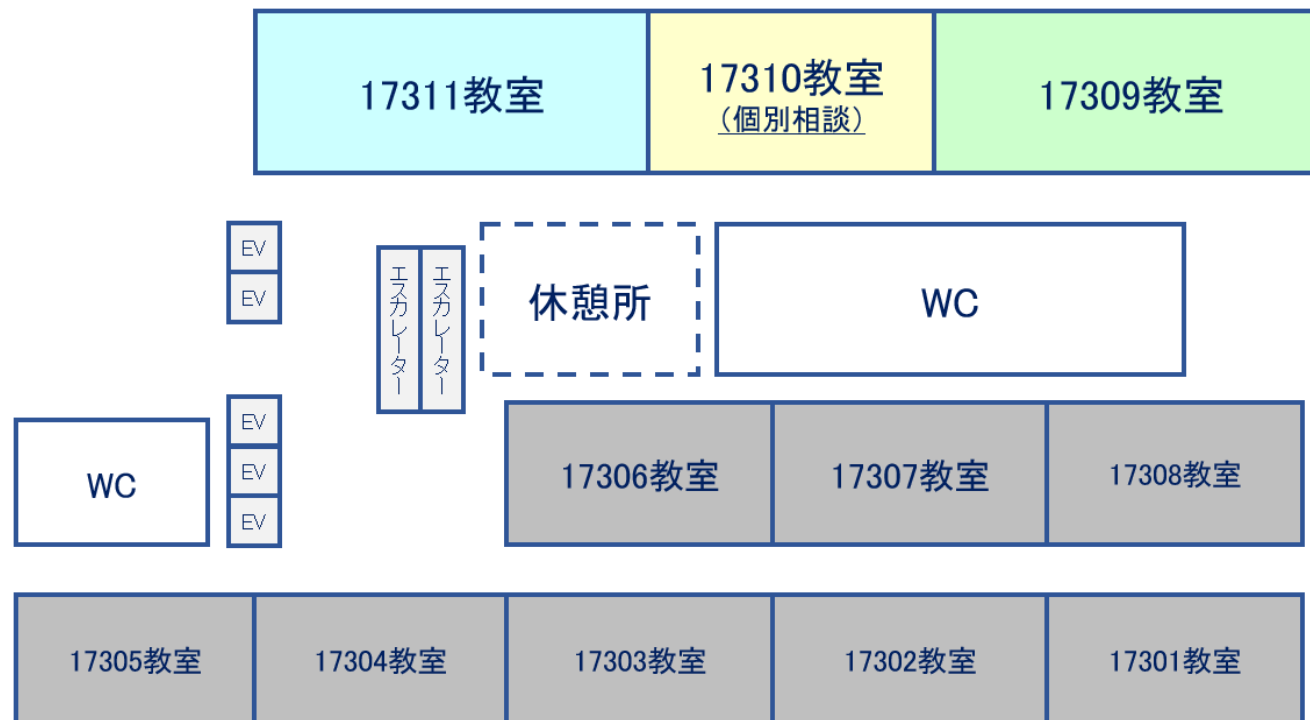 17311教室
17310教室
（個別相談）
17309教室
EV
EV
エスカレーター
エスカレーター
休憩所
WC
WC
EV
EV
EV
17306教室
17307教室
17308教室
17305教室
17304教室
17303教室
17302教室
17301教室